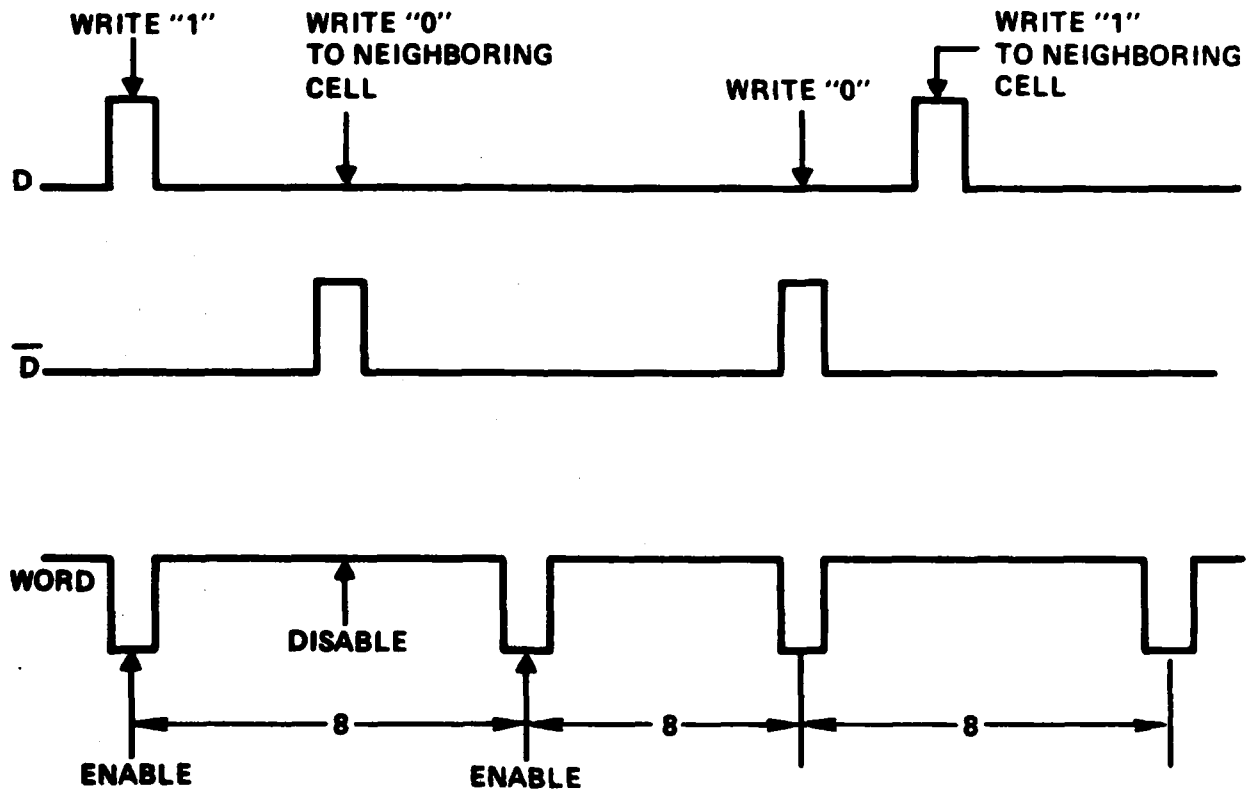 WRITE "1"
WRITE "0"
TO NEIGHBORING
CELL
WRITE "0"
WRITE "1"
TO NEIGHBORING
CELL
D
D̅
WORD
DISABLE
8
8
8
ENABLE
ENABLE